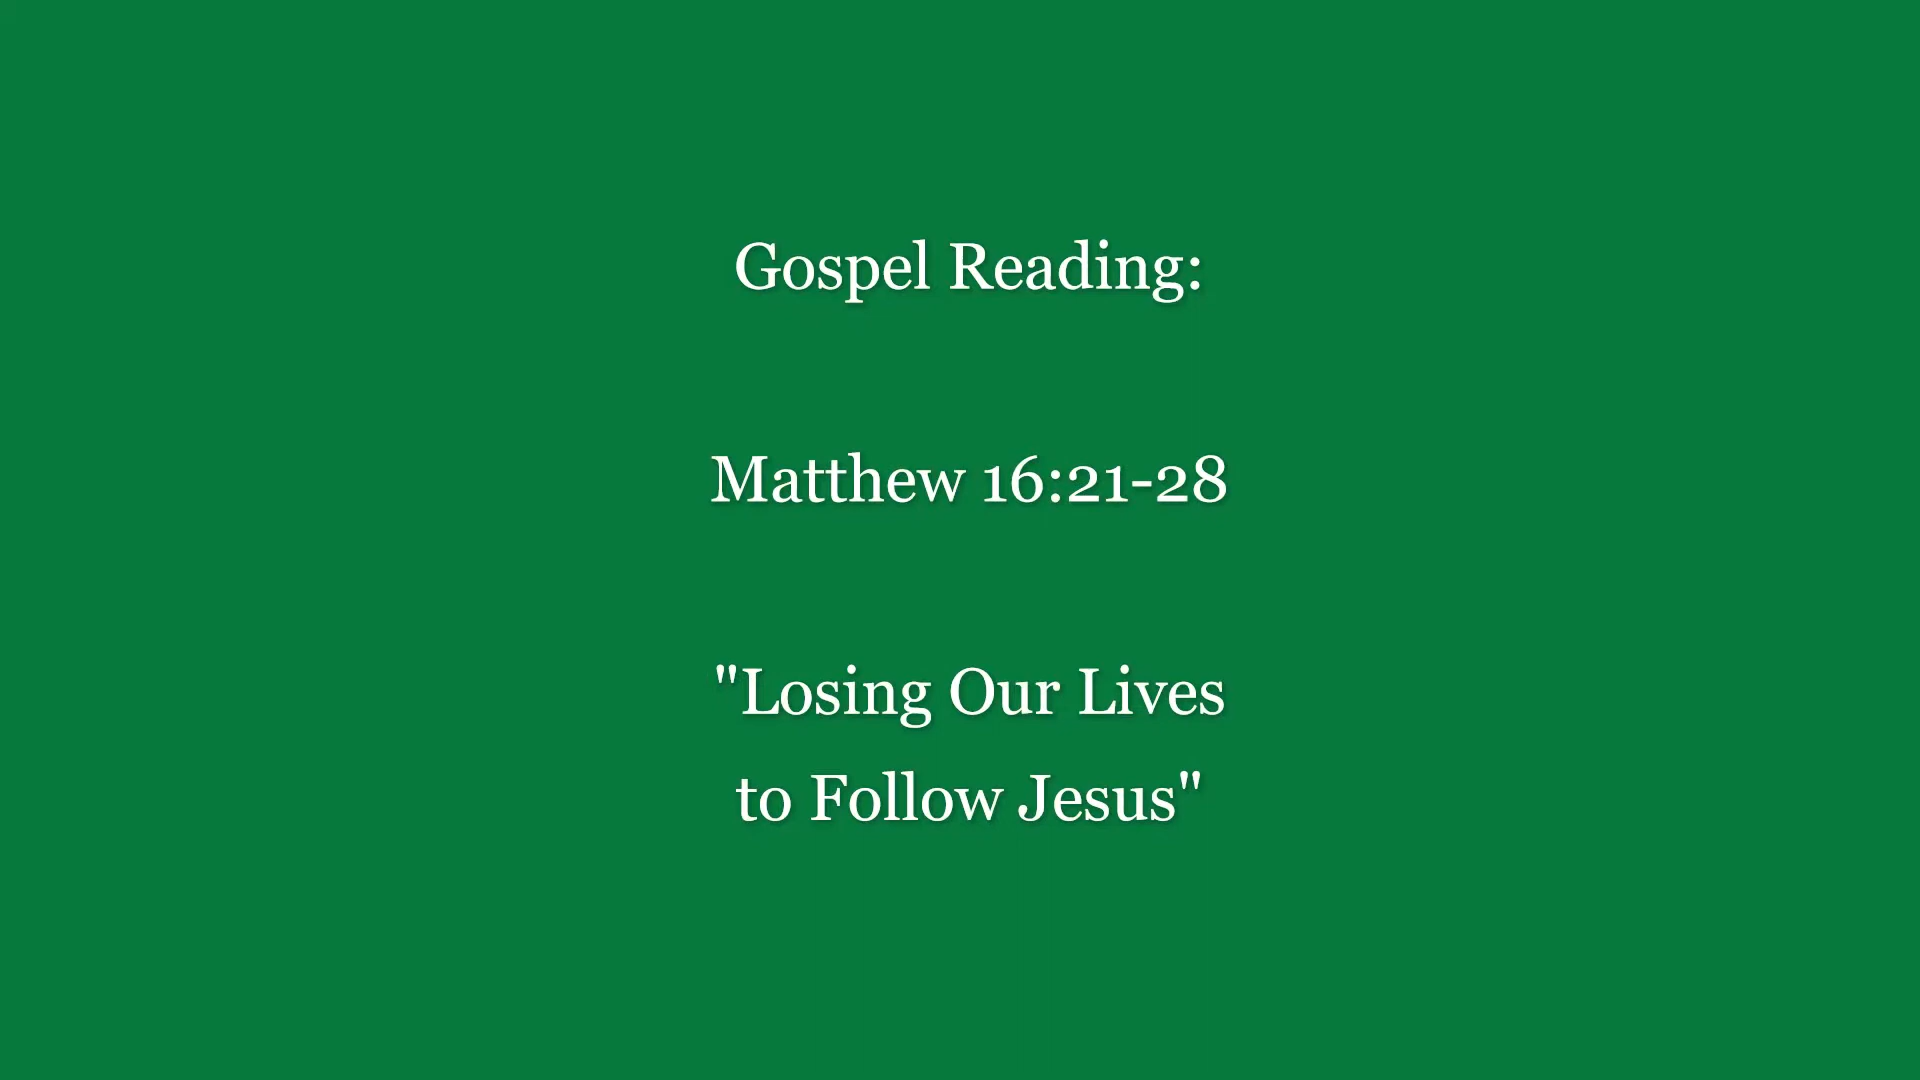 Gospel Reading:
Matthew 16:21-28
"Losing Our Lives
to Follow Jesus"